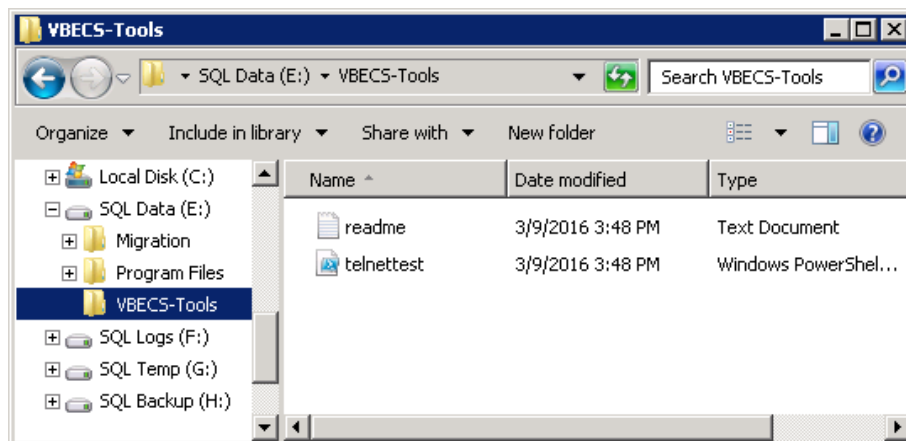 VBECS-Tools
SQL Data (E:) VBECS-Tools Search VBECS-Tools
Organize Include in library Share with New folder
Local Disk (C:)
SQL Data (E:)
Migration
Program Files
VBECS-Tools
SQL Logs (F:)
SQL Temp (G:)
SQL Backup (H:)
Name Date modified Type
readme 3/9/2016 3:48 PM Text Document
telnettest 3/9/2016 3:48 PM Windows PowerShel...